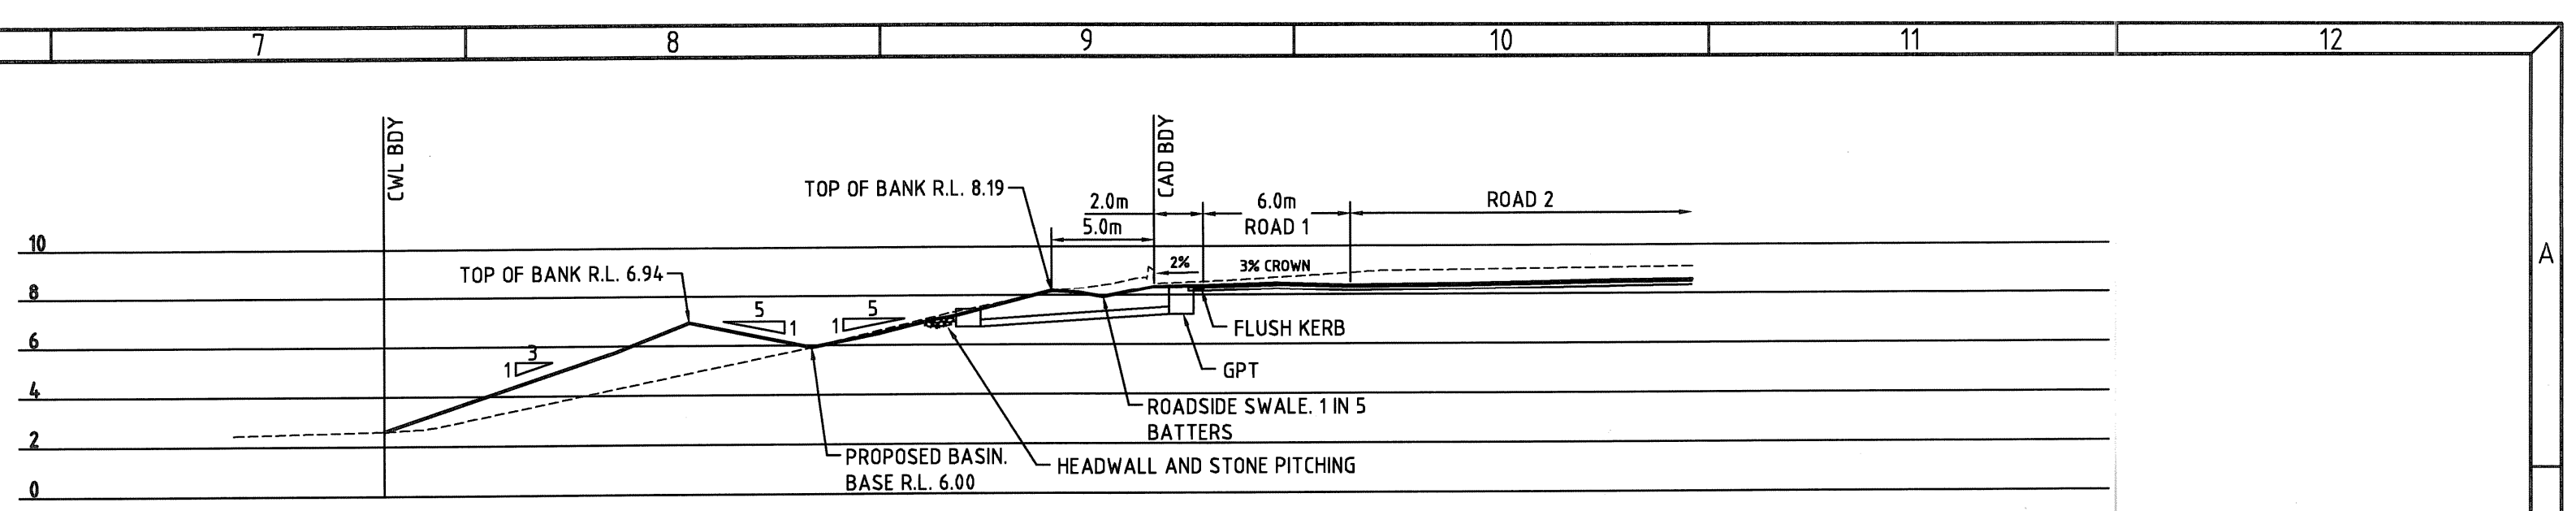 7 8 9 10 11 12
A
CWL BDY
CAD BDY
TOP OF BANK R.L. 8.19
2.0m
6.0m
ROAD 2
5.0m
ROAD 1
10
TOP OF BANK R.L. 6.94
2%
3% CROWN
8
5
1
5
1
FLUSH KERB
6
3
1
GPT
4
ROADSIDE SWALE. 1 IN 5
BATTERS
2
PROPOSED BASIN.
BASE R.L. 6.00
HEADWALL AND STONE PITCHING
0